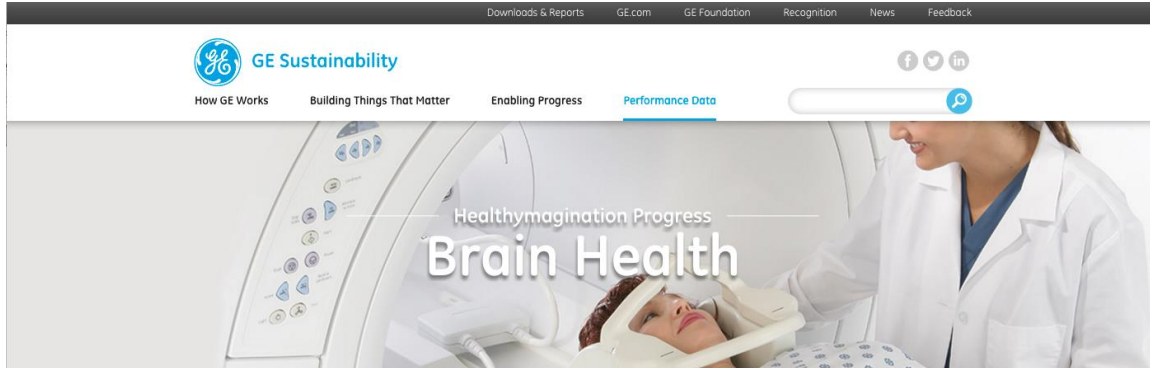 Downloads & Reports GE.com GE Foundation Recognition News Feedback
GE Sustainability
How GE Works Building Things That Matter Enabling Progress Performance Data
Healthymagination Progress
Brain Health